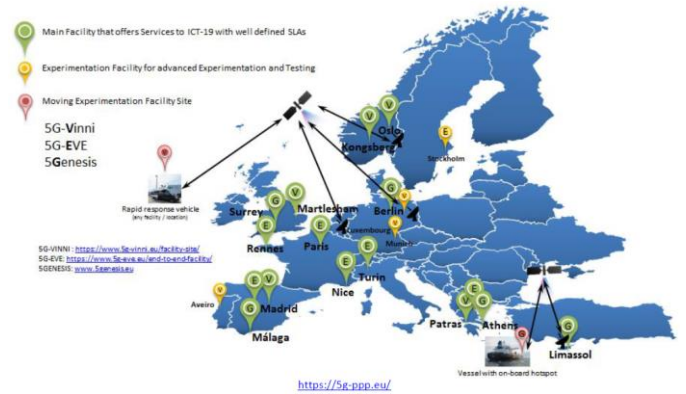 Main Facility that offers Services to ICT-19 with well defined SLAs
Experimentation Facility for advanced Experimentation and Testing
Moving Experimentation Facility Site
5G-Vinni
5G-EVE
5Genesis
V
V
Oslo
Kongsberg
E
Stockholm
Rapid response vehicle
(any facility / location)
G
V
Surrey
Martlesham
E
Rennes
E
Paris
Luxembourg
G
Berlin
Munich
5G-VINNI : https://www.5g-vinni.eu/facility-site/
5G-EVE: https://www.5g-eve.eu/end-to-end-facility/
5GENESIS: www.5genesis.eu
E
Nice
E
Turin
Aveiro
E
V
Madrid
G
Málaga
E
V
G
Patras
Athens
G
G
Limassol
Vessel with on-board hotspot
https://5g-ppp.eu/